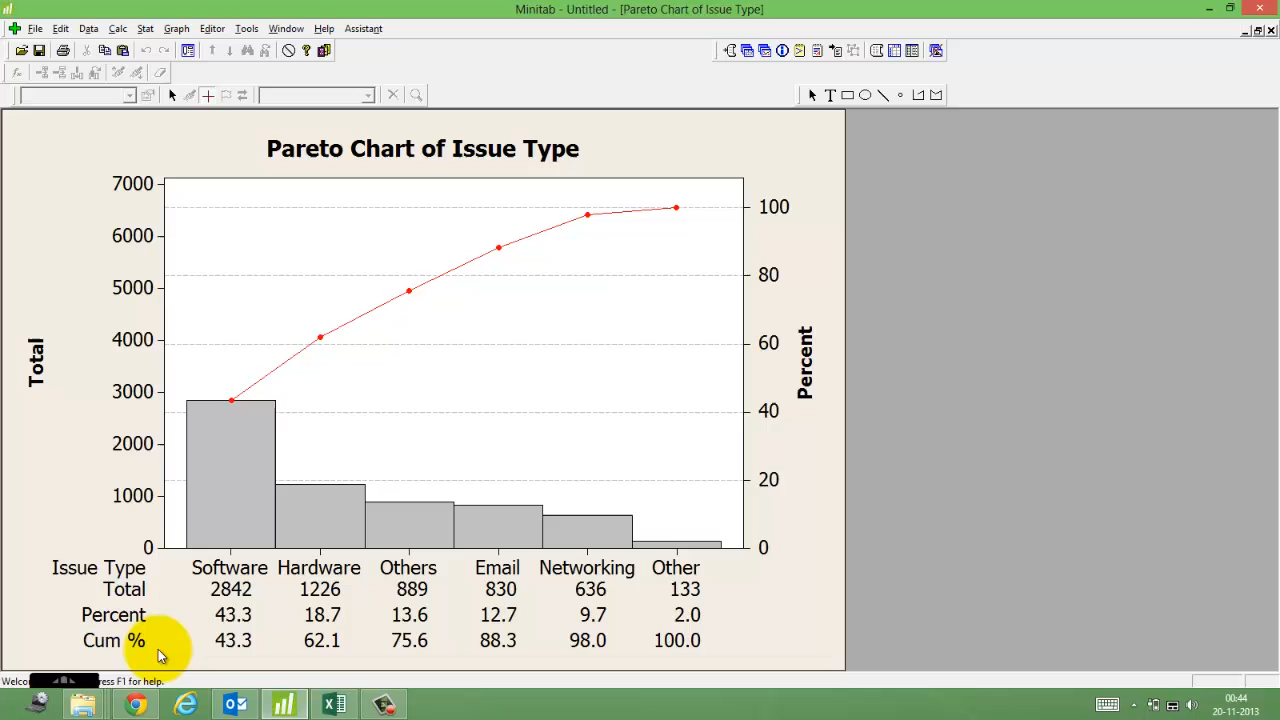 Minitab - Untitled - [Pareto Chart of Issue Type]
File Edit Data Calc Stat Graph Editor Tools Window Help Assistant
Pareto Chart of Issue Type
7000
6000
5000
4000
3000
2000
1000
0
Total
100
80
60
40
20
0
Percent
Issue Type Software Hardware Others Email Networking Other
Total 2842 1226 889 830 636 133
Percent 43.3 18.7 13.6 12.7 9.7 2.0
Cum % 43.3 62.1 75.6 88.3 98.0 100.0
Welco ress F1 for help.
00:44
20-11-2013